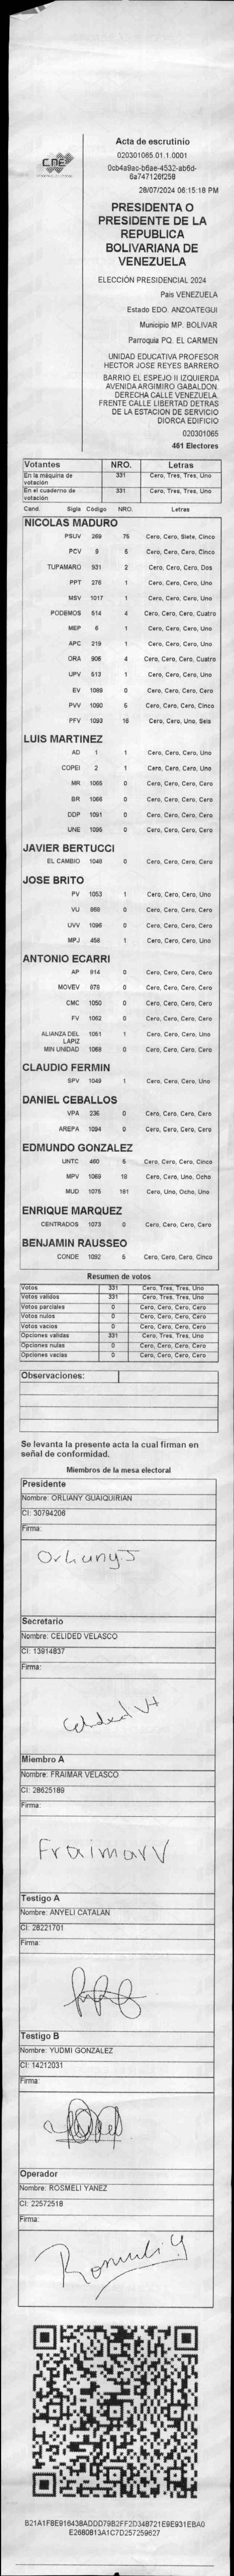 CNE
Acta de escrutinio
020301065.01.1.0001
0cb4a9ac-b6ae-4532-ab6d-
6a747126f258
28/07/2024 06:15:18 PM
PRESIDENTA O
PRESIDENTE DE LA
REPUBLICA
BOLIVARIANA DE
VENEZUELA
ELECCIÓN PRESIDENCIAL 2024
País VENEZUELA
Estado EDO. ANZOATEGUI
Municipio MP. BOLIVAR
Parroquia PQ. EL CARMEN
UNIDAD EDUCATIVA PROFESOR
HECTOR JOSE REYES BARRERO
BARRIO EL ESPEJO II IZQUIERDA
AVENIDA ARGIMIRO GABALDON.
DERECHA CALLE VENEZUELA.
FRENTE CALLE LIBERTAD DETRAS
DE LA ESTACION DE SERVICIO
DIORCA EDIFICIO
020301065
461 Electores
Votantes NRO. Letras
En la máquina de votación 331 Cero, Tres, Tres, Uno
En el cuaderno de votación 331 Cero, Tres, Tres, Uno
Cand. Sigla Código NRO. Letras
NICOLAS MADURO
PSUV 269 75 Cero, Cero, Siete, Cinco
PCV 9 5 Cero, Cero, Cero, Cinco
TUPAMARO 931 2 Cero, Cero, Cero, Dos
PPT 276 1 Cero, Cero, Cero, Uno
MSV 1017 1 Cero, Cero, Cero, Uno
PODEMOS 514 4 Cero, Cero, Cero, Cuatro
MEP 6 1 Cero, Cero, Cero, Uno
APC 219 1 Cero, Cero, Cero, Uno
ORA 906 4 Cero, Cero, Cero, Cuatro
UPV 513 1 Cero, Cero, Cero, Uno
EV 1089 0 Cero, Cero, Cero, Cero
PVV 1090 5 Cero, Cero, Cero, Cinco
PFV 1093 16 Cero, Cero, Uno, Seis
LUIS MARTINEZ
AD 1 1 Cero, Cero, Cero, Uno
COPEI 2 1 Cero, Cero, Cero, Uno
MR 1065 0 Cero, Cero, Cero, Cero
BR 1066 0 Cero, Cero, Cero, Cero
DDP 1091 0 Cero, Cero, Cero, Cero
UNE 1095 0 Cero, Cero, Cero, Cero
JAVIER BERTUCCI
EL CAMBIO 1048 0 Cero, Cero, Cero, Cero
JOSE BRITO
PV 1053 1 Cero, Cero, Cero, Uno
VU 988 0 Cero, Cero, Cero, Cero
UVV 1096 0 Cero, Cero, Cero, Cero
MPJ 458 1 Cero, Cero, Cero, Uno
ANTONIO ECARRI
AP 814 0 Cero, Cero, Cero, Cero
MOVEV 878 0 Cero, Cero, Cero, Cero
CMC 1050 0 Cero, Cero, Cero, Cero
FV 1062 0 Cero, Cero, Cero, Cero
ALIANZA DEL LAPIZ 1051 1 Cero, Cero, Cero, Uno
MIN UNIDAD 1068 0 Cero, Cero, Cero, Cero
CLAUDIO FERMIN
SPV 1049 1 Cero, Cero, Cero, Uno
DANIEL CEBALLOS
VPA 236 0 Cero, Cero, Cero, Cero
AREPA 1094 0 Cero, Cero, Cero, Cero
EDMUNDO GONZALEZ
UNTC 460 5 Cero, Cero, Cero, Cinco
MPV 1069 18 Cero, Cero, Uno, Ocho
MUD 1075 181 Cero, Uno, Ocho, Uno
ENRIQUE MARQUEZ
CENTRADOS 1073 0 Cero, Cero, Cero, Cero
BENJAMIN RAUSSEO
CONDE 1092 5 Cero, Cero, Cero, Cinco
Resumen de votos
Votos 331 Cero, Tres, Tres, Uno
Votos validos 331 Cero, Tres, Tres, Uno
Votos parciales 0 Cero, Cero, Cero, Cero
Votos nulos 0 Cero, Cero, Cero, Cero
Votos vacios 0 Cero, Cero, Cero, Cero
Opciones validas 331 Cero, Tres, Tres, Uno
Opciones nulas 0 Cero, Cero, Cero, Cero
Opciones vacias 0 Cero, Cero, Cero, Cero
Observaciones:
Se levanta la presente acta la cual firman en
señal de conformidad.
Miembros de la mesa electoral
Presidente
Nombre: ORLIANY GUAIQUIRIAN
CI: 30794206
Firma:
Secretario
Nombre: CELIDED VELASCO
CI: 13914837
Firma:
Celided V
Miembro A
Nombre: FRAIMAR VELASCO
CI: 28625189
Firma:
Fraimar V
Testigo A
Nombre: ANYELI CATALAN
CI: 28221701
Firma:
Testigo B
Nombre: YUDMI GONZALEZ
CI: 14212031
Firma:
Operador
Nombre: ROSMELI YANEZ
CI: 22572518
Firma:
Rosmeli Y
B21A1F8E916438ADDD79B2FF2D348721E9E931EBA0
E2680813A1C7D257259627